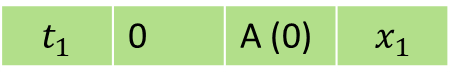 t₁ 0 A (0) x₁